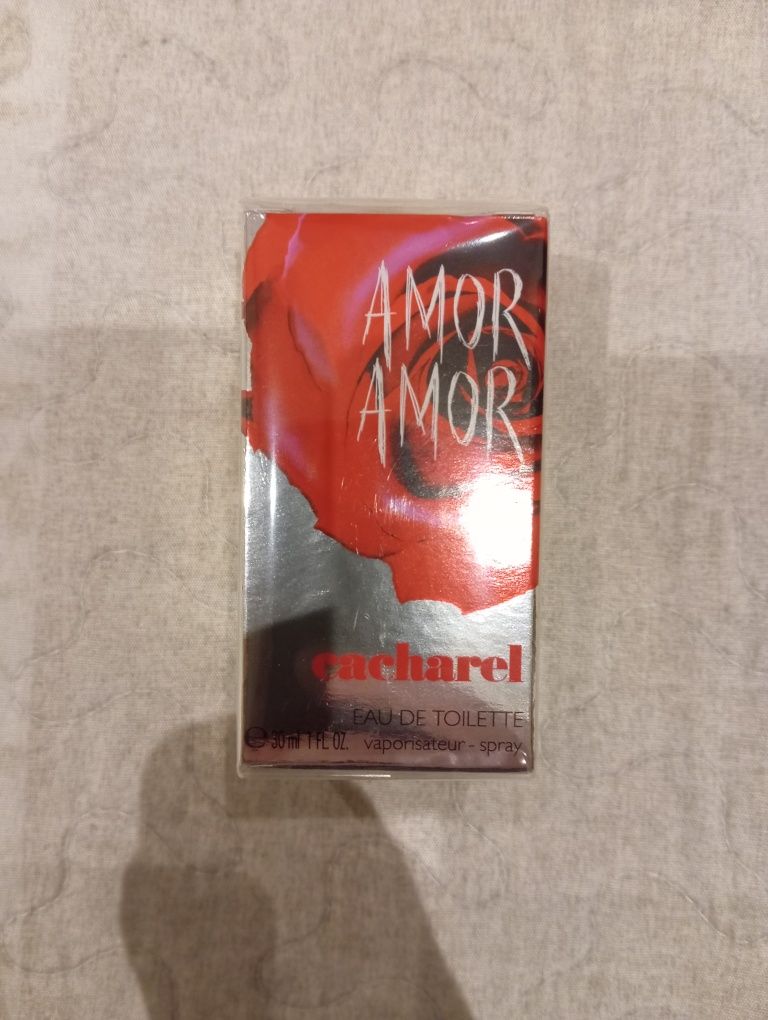 AMOR
AMOR
cacharel
EAU DE TOILETTE
℮ 30 ml 1 FL OZ. vaporisateur - spray